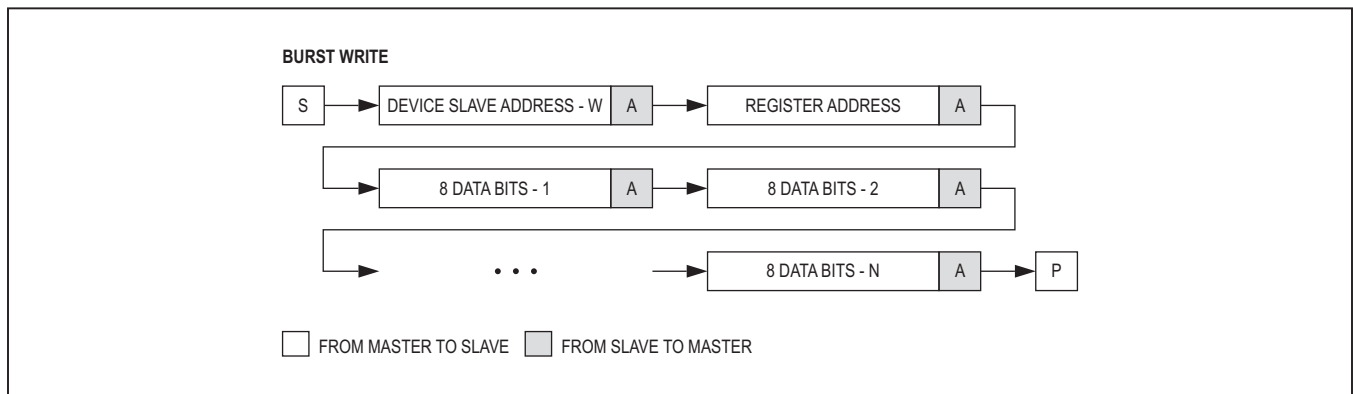 BURST WRITE
S DEVICE SLAVE ADDRESS - W A REGISTER ADDRESS A
8 DATA BITS - 1 A 8 DATA BITS - 2 A
• • • 8 DATA BITS - N A P
FROM MASTER TO SLAVE FROM SLAVE TO MASTER